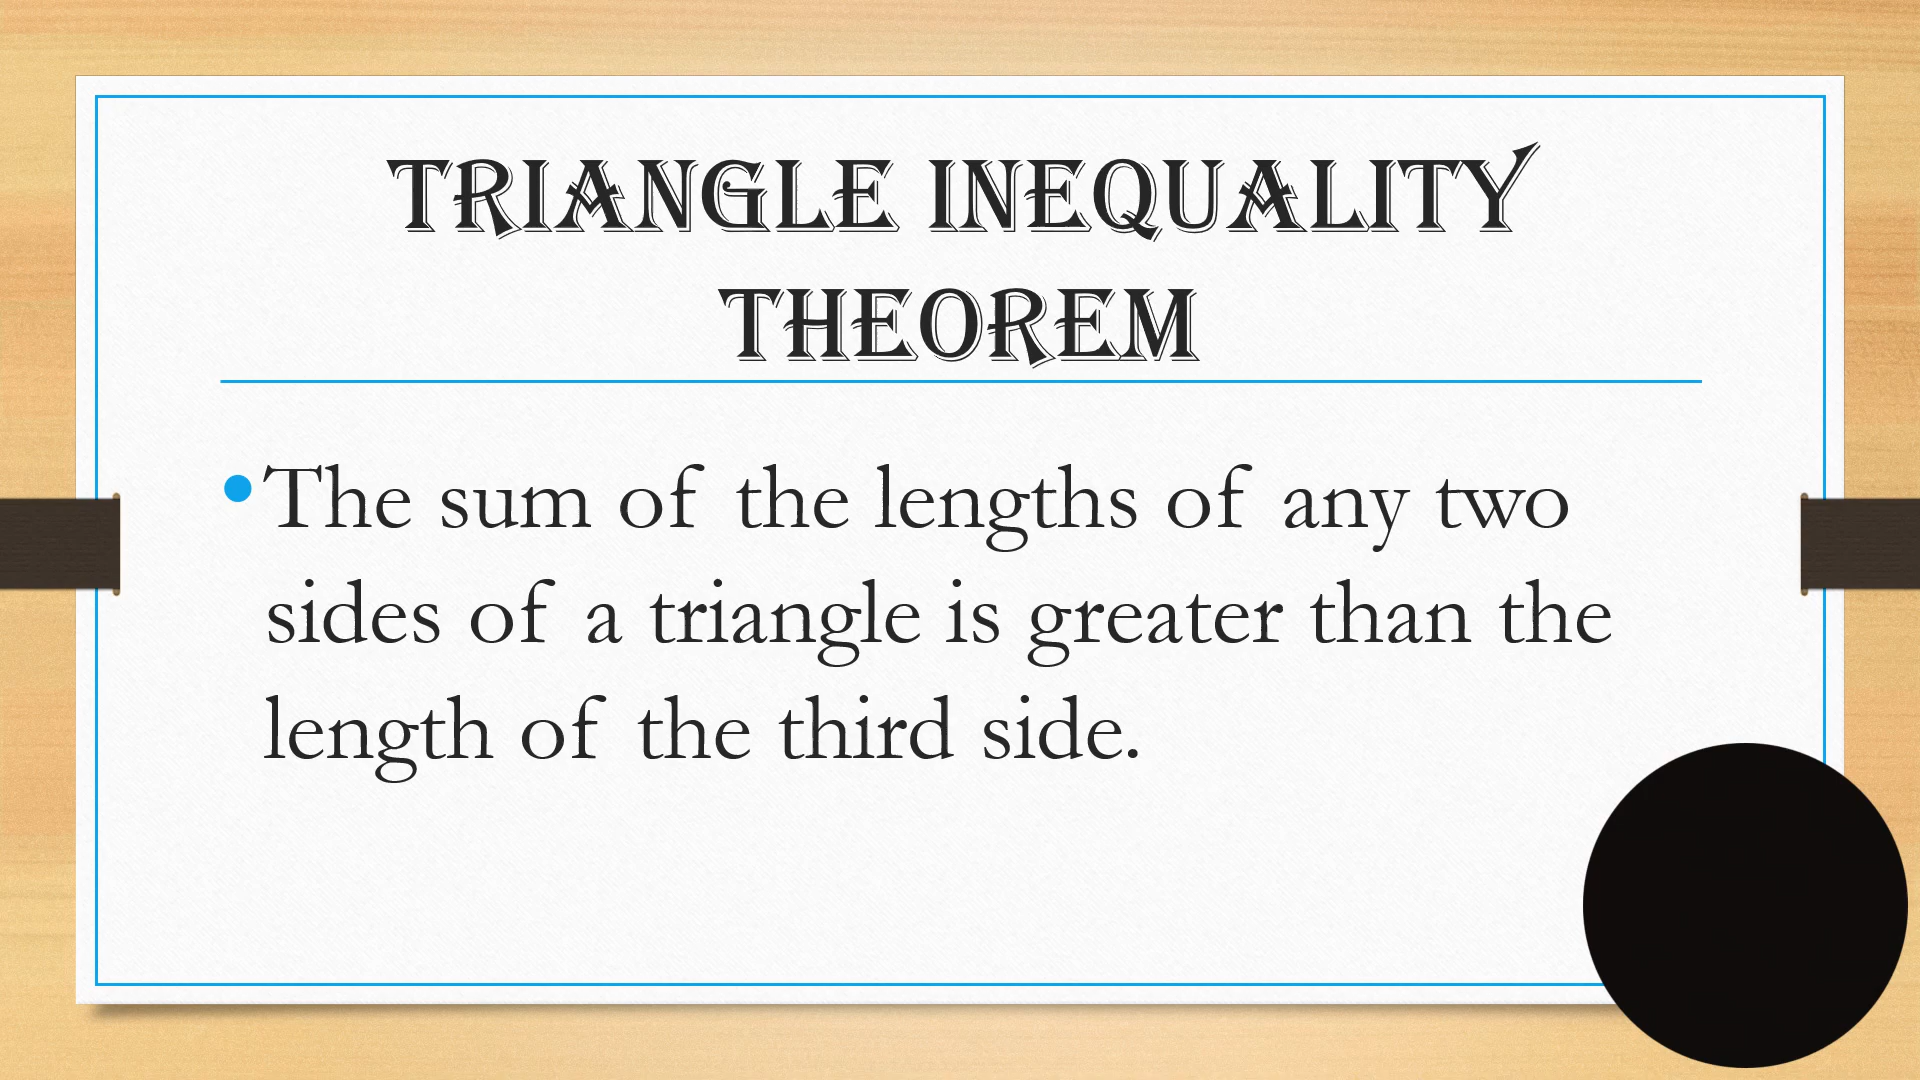 TRIANGLE INEQUALITY
THEOREM
• The sum of the lengths of any two
sides of a triangle is greater than the
length of the third side.